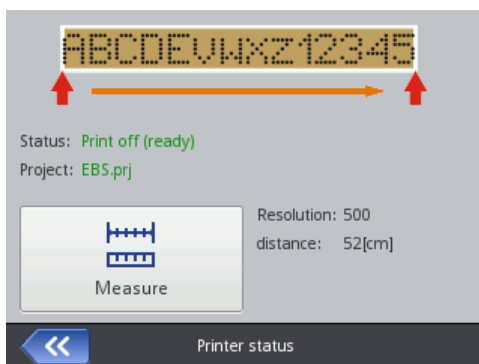 ABCDEVWXZ12345
Status: Print off (ready)
Project: EBS.prj
Resolution: 500
distance: 52[cm]
Measure
Printer status